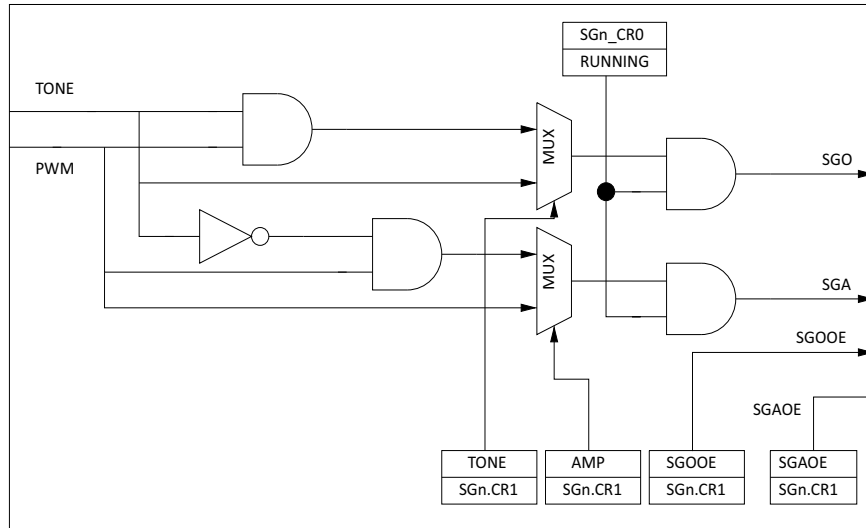 SGn_CR0
RUNNING
TONE
PWM
MUX
SGO
MUX
SGA
SGOOE
SGAOE
TONE
SGn.CR1
AMP
SGn.CR1
SGOOE
SGn.CR1
SGAOE
SGn.CR1